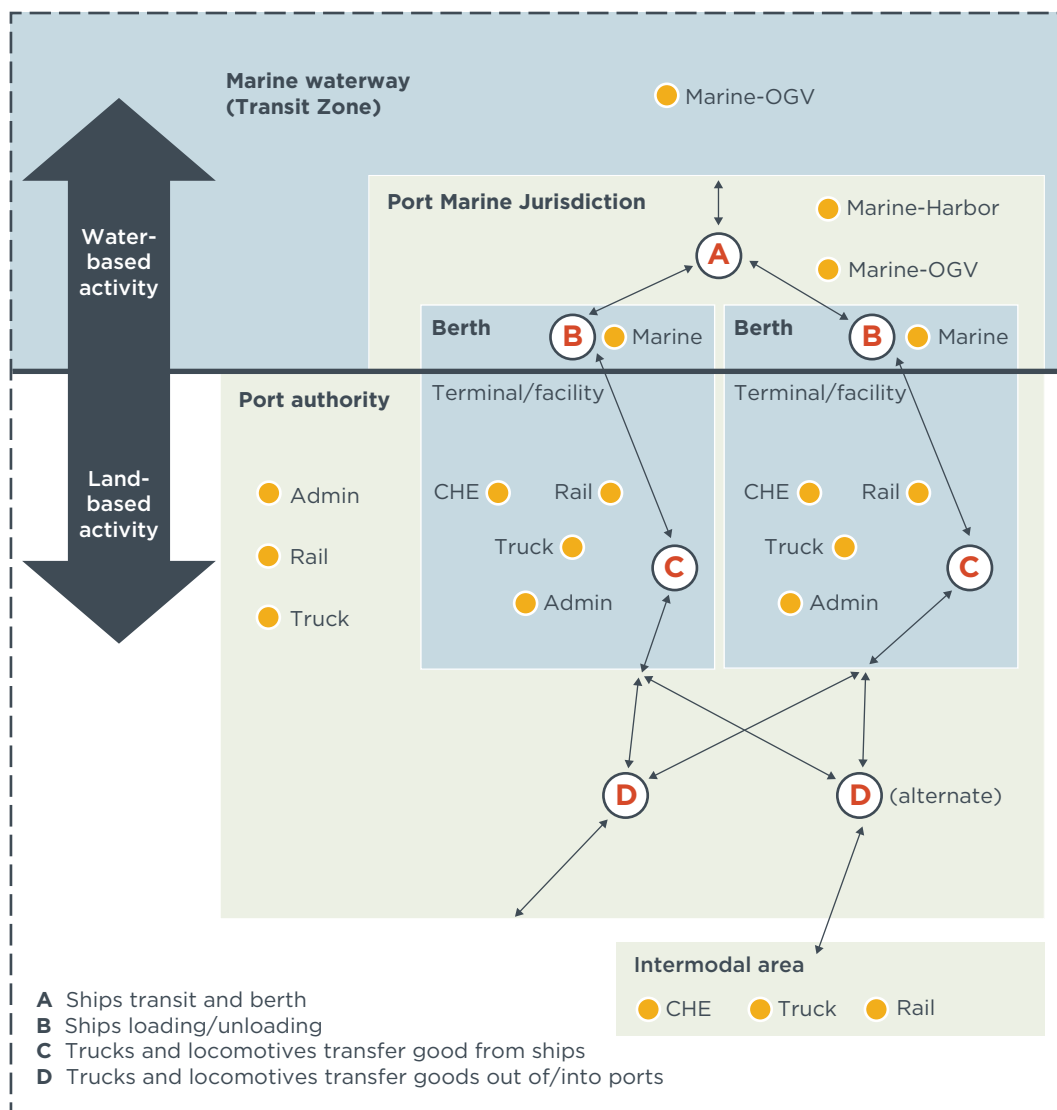 Marine waterway
(Transit Zone)
Marine-OGV
Port Marine Jurisdiction
Marine-Harbor
A
Marine-OGV
Water-
based
activity
Berth
B
Marine
Berth
B
Marine
Port authority
Terminal/facility
Terminal/facility
Land-
based
activity
Admin
Rail
Truck
CHE
Rail
Truck
C
Admin
CHE
Rail
Truck
C
Admin
D
D
(alternate)
Intermodal area
CHE
Truck
Rail
A Ships transit and berth
B Ships loading/unloading
C Trucks and locomotives transfer good from ships
D Trucks and locomotives transfer goods out of/into ports